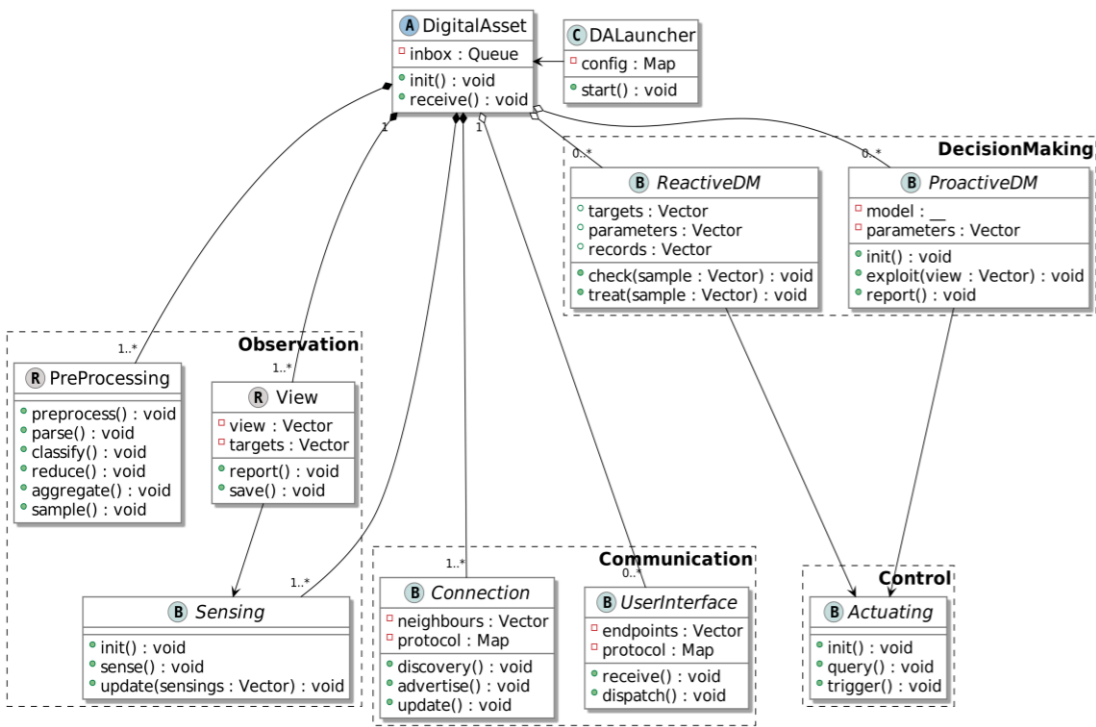 A DigitalAsset
inbox : Queue
init() : void
receive() : void
C DALauncher
config : Map
start() : void
1
1
DecisionMaking
0..*
0..*
B ReactiveDM
targets : Vector
parameters : Vector
records : Vector
check(sample : Vector) : void
treat(sample : Vector) : void
B ProactiveDM
model : __
parameters : Vector
init() : void
exploit(view : Vector) : void
report() : void
Observation
1..*
1..*
R PreProcessing
preprocess() : void
parse() : void
classify() : void
reduce() : void
aggregate() : void
sample() : void
R View
view : Vector
targets : Vector
report() : void
save() : void
1..*
B Sensing
init() : void
sense() : void
update(sensings : Vector) : void
Communication
1..*
0..*
B Connection
neighbours : Vector
protocol : Map
discovery() : void
advertise() : void
update() : void
B UserInterface
endpoints : Vector
protocol : Map
receive() : void
dispatch() : void
Control
B Actuating
init() : void
query() : void
trigger() : void